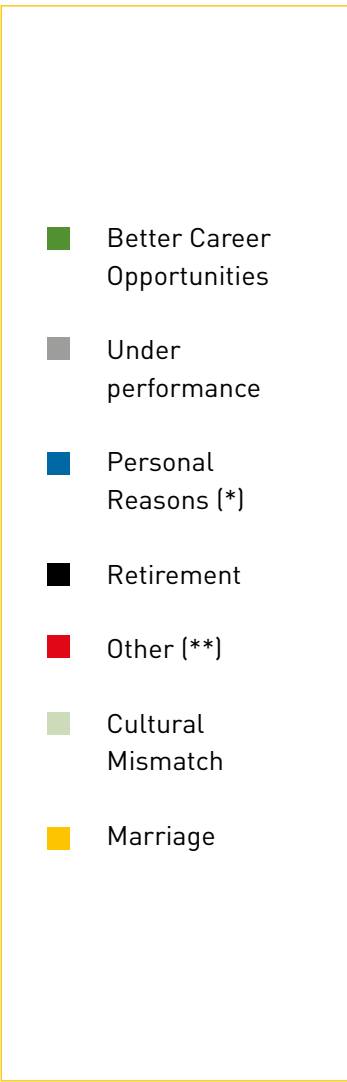 Better Career
Opportunities
Under
performance
Personal
Reasons (*)
Retirement
Other (**)
Cultural
Mismatch
Marriage